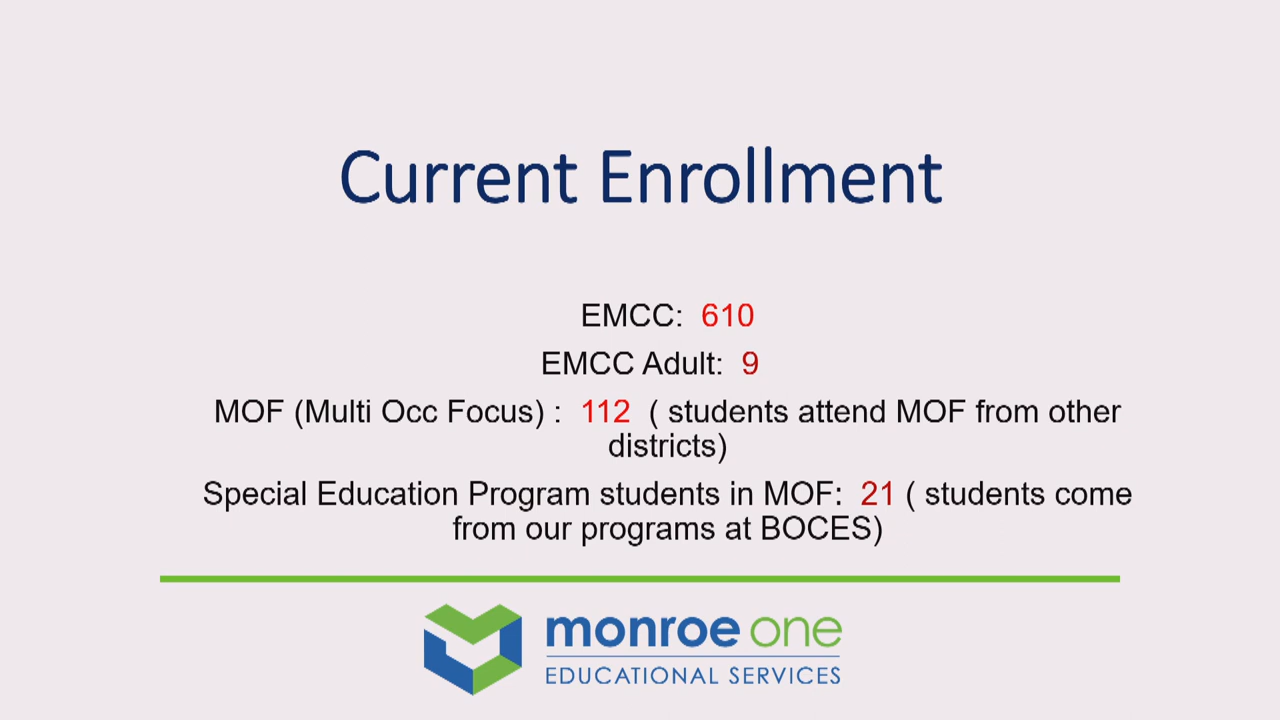 Current Enrollment
EMCC: 610
EMCC Adult: 9
MOF (Multi Occ Focus) : 112 ( students attend MOF from other
districts)
Special Education Program students in MOF: 21 ( students come
from our programs at BOCES)
monroe one
EDUCATIONAL SERVICES